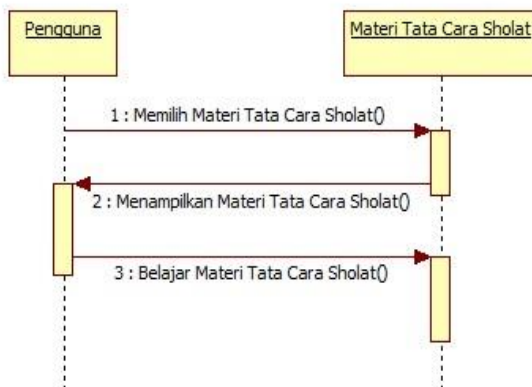 Pengguna
Materi Tata Cara Sholat
1 : Memilih Materi Tata Cara Sholat()
2 : Menampilkan Materi Tata Cara Sholat()
3 : Belajar Materi Tata Cara Sholat()